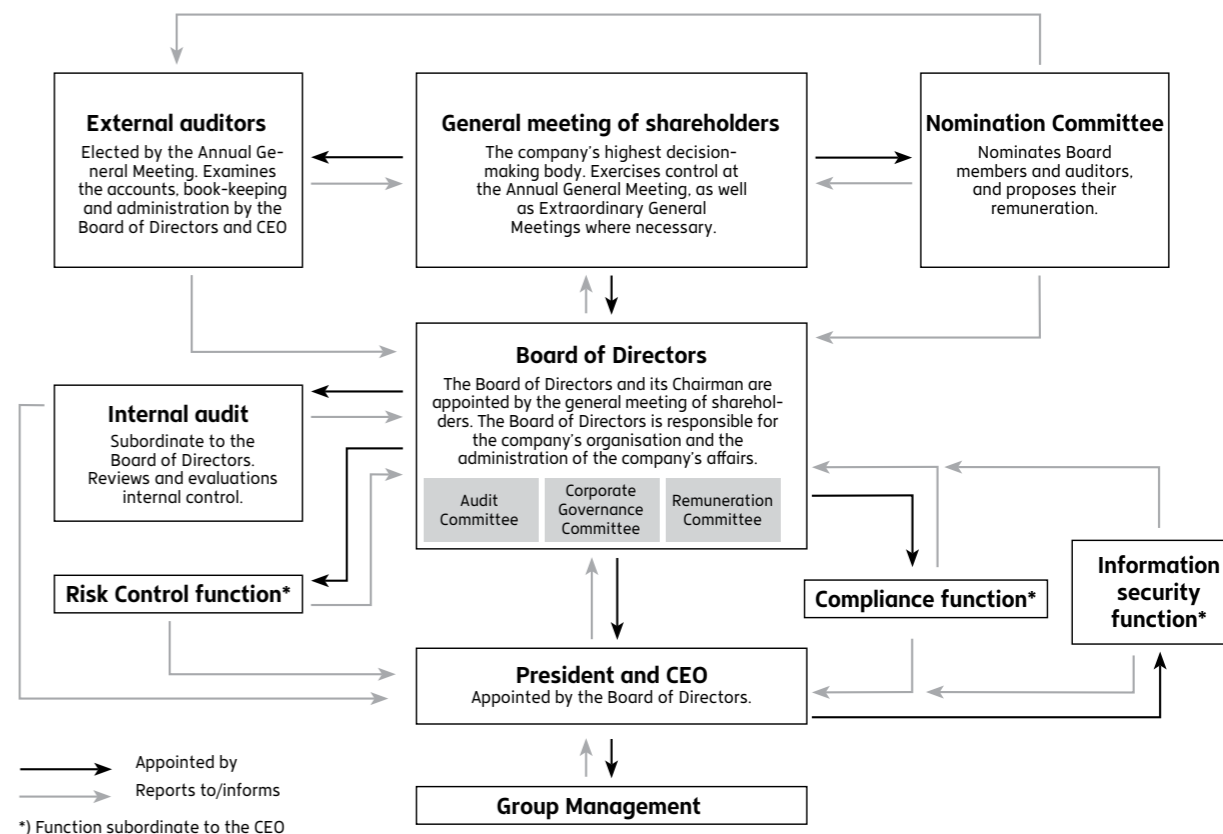 External auditors
Elected by the Annual Ge-
neral Meeting. Examines
the accounts, book-keeping
and administration by the
Board of Directors and CEO
General meeting of shareholders
The company's highest decision-
making body. Exercises control at
the Annual General Meeting, as well
as Extraordinary General
Meetings where necessary.
Nomination Committee
Nominates Board
members and auditors,
and proposes their
remuneration.
Board of Directors
The Board of Directors and its Chairman are
appointed by the general meeting of sharehol-
ders. The Board of Directors is responsible for
the company's organisation and the
administration of the company's affairs.
Audit
Committee
Corporate
Governance
Committee
Remuneration
Committee
Internal audit
Subordinate to the
Board of Directors.
Reviews and evaluations
internal control.
Risk Control function*
Compliance function*
Information
security
function*
President and CEO
Appointed by the Board of Directors.
Group Management
Appointed by
Reports to/informs
*) Function subordinate to the CEO